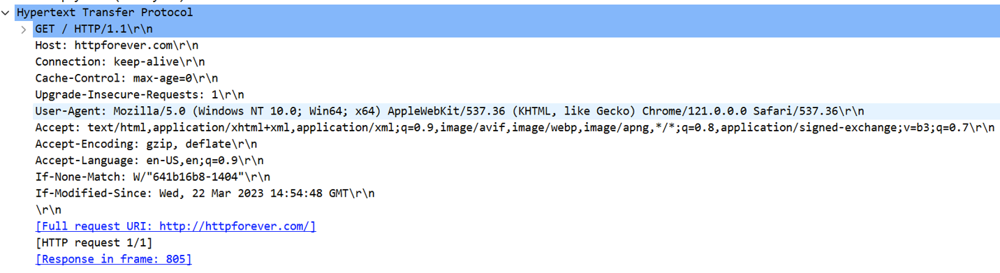 Hypertext Transfer Protocol
GET / HTTP/1.1\r\n
Host: httpforever.com\r\n
Connection: keep-alive\r\n
Cache-Control: max-age=0\r\n
Upgrade-Insecure-Requests: 1\r\n
User-Agent: Mozilla/5.0 (Windows NT 10.0; Win64; x64) AppleWebKit/537.36 (KHTML, like Gecko) Chrome/121.0.0.0 Safari/537.36\r\n
Accept: text/html,application/xhtml+xml,application/xml;q=0.9,image/avif,image/webp,image/apng,*/*;q=0.8,application/signed-exchange;v=b3;q=0.7\r\n
Accept-Encoding: gzip, deflate\r\n
Accept-Language: en-US,en;q=0.9\r\n
If-None-Match: W/"641b16b8-1404"\r\n
If-Modified-Since: Wed, 22 Mar 2023 14:54:48 GMT\r\n
\r\n
[Full request URI: http://httpforever.com/]
[HTTP request 1/1]
[Response in frame: 805]